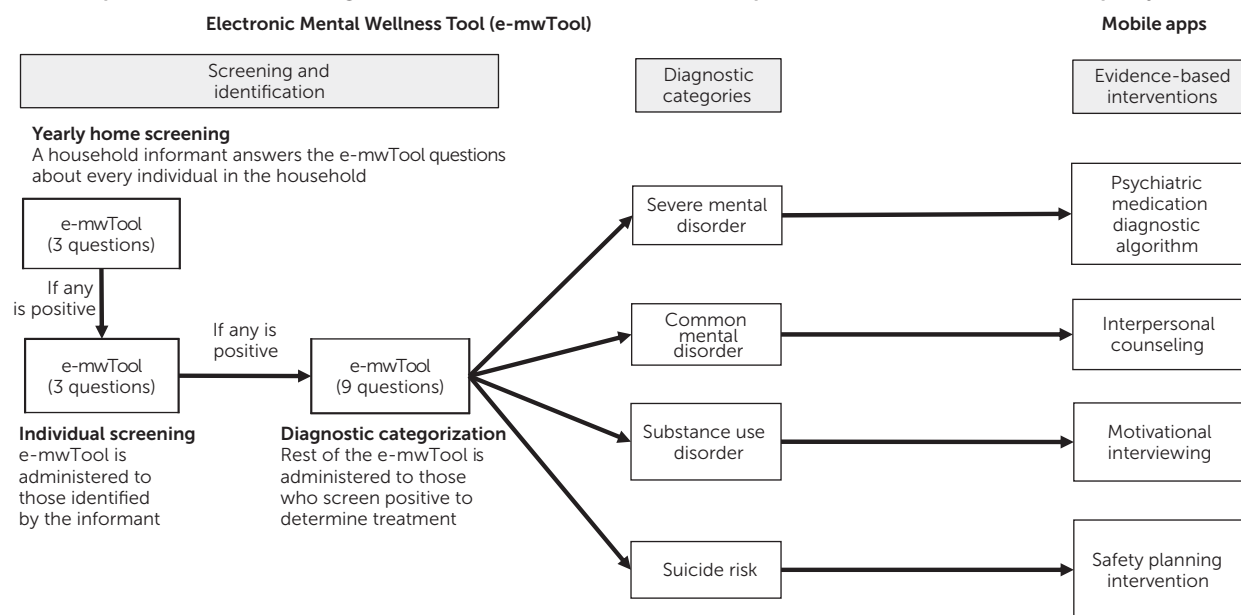 Electronic Mental Wellness Tool (e-mwTool)
Mobile apps
Screening and
identification
Diagnostic
categories
Evidence-based
interventions
Yearly home screening
A household informant answers the e-mwTool questions
about every individual in the household
e-mwTool
(3 questions)
If any
is positive
e-mwTool
(3 questions)
Individual screening
e-mwTool is
administered to
those identified
by the informant
If any is
positive
e-mwTool
(9 questions)
Diagnostic categorization
Rest of the e-mwTool is
administered to those
who screen positive to
determine treatment
Severe mental
disorder
Psychiatric
medication
diagnostic
algorithm
Common
mental
disorder
Interpersonal
counseling
Substance use
disorder
Motivational
interviewing
Suicide risk
Safety planning
intervention